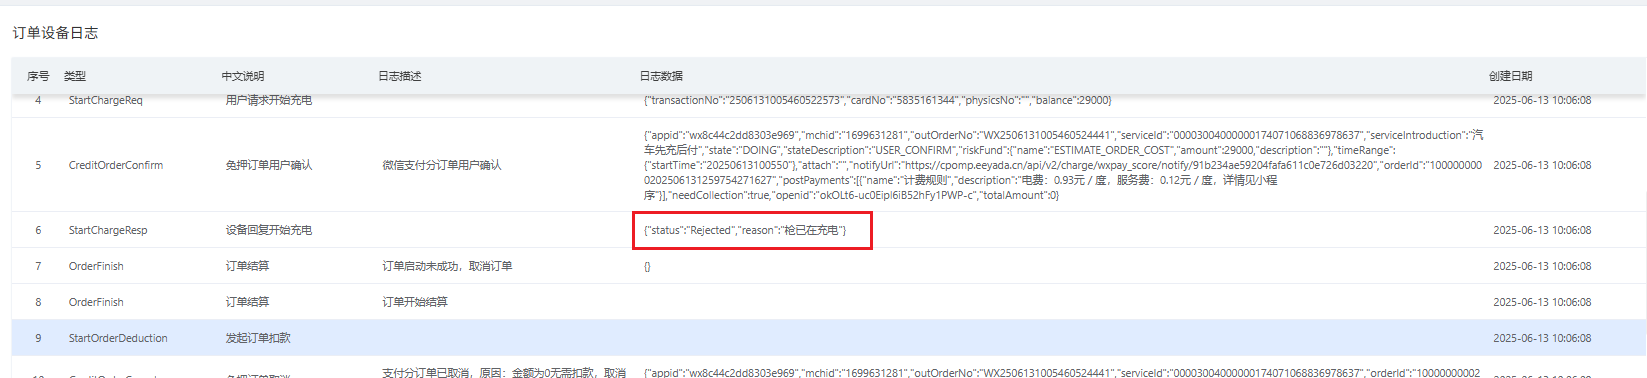 订单设备日志
序号 类型 中文说明 日志描述 日志数据 创建日期
4 StartChargeReq 用户请求开始充电 {"transactionNo":"2506131005460522573","cardNo":"5835161344","physicsNo":"","balance":29000} 2025-06-13 10:06:08
{"appid":"wx8c44c2dd8303e969","mchid":"1699631281","outOrderNo":"WX2506131005460524441","serviceId":"00003004000000174071068836978637","serviceIntroduction":"汽
车先充后付","state":"DOING","stateDescription":"USER_CONFIRM","riskFund":{"name":"ESTIMATE_ORDER_COST","amount":29000,"description":""},"timeRange":
5 CreditOrderConfirm 免押订单用户确认 微信支付分订单用户确认 {"startTime":"20250613100550"},"attach":"","notifyUrl":"https://cpomp.eeyada.cn/api/v2/charge/wxpay_score/notify/91b234ae59204fafa611c0e726d03220","orderId":"100000000 2025-06-13 10:06:08
0202506131259754271627","postPayments":[{"name":"计费规则","description":"电费：0.93元 / 度，服务费：0.12元 / 度，详情见小程
序"}],"needCollection":true,"openid":"okOLt6-uc0Eipl6iB52hFy1PWP-c","totalAmount":0}
6 StartChargeResp 设备回复开始充电 {"status":"Rejected","reason":"枪已在充电"} 2025-06-13 10:06:08
7 OrderFinish 订单结算 订单启动未成功，取消订单 {} 2025-06-13 10:06:08
8 OrderFinish 订单结算 订单开始结算 2025-06-13 10:06:08
9 StartOrderDeduction 发起订单扣款 2025-06-13 10:06:08
支付分订单已取消，原因：金额为0无需扣款，取消 {"appid":"wx8c44c2dd8303e969","mchid":"1699631281","outOrderNo":"WX2506131005460524441","serviceId":"00003004000000174071068836978637","orderId":"10000000002